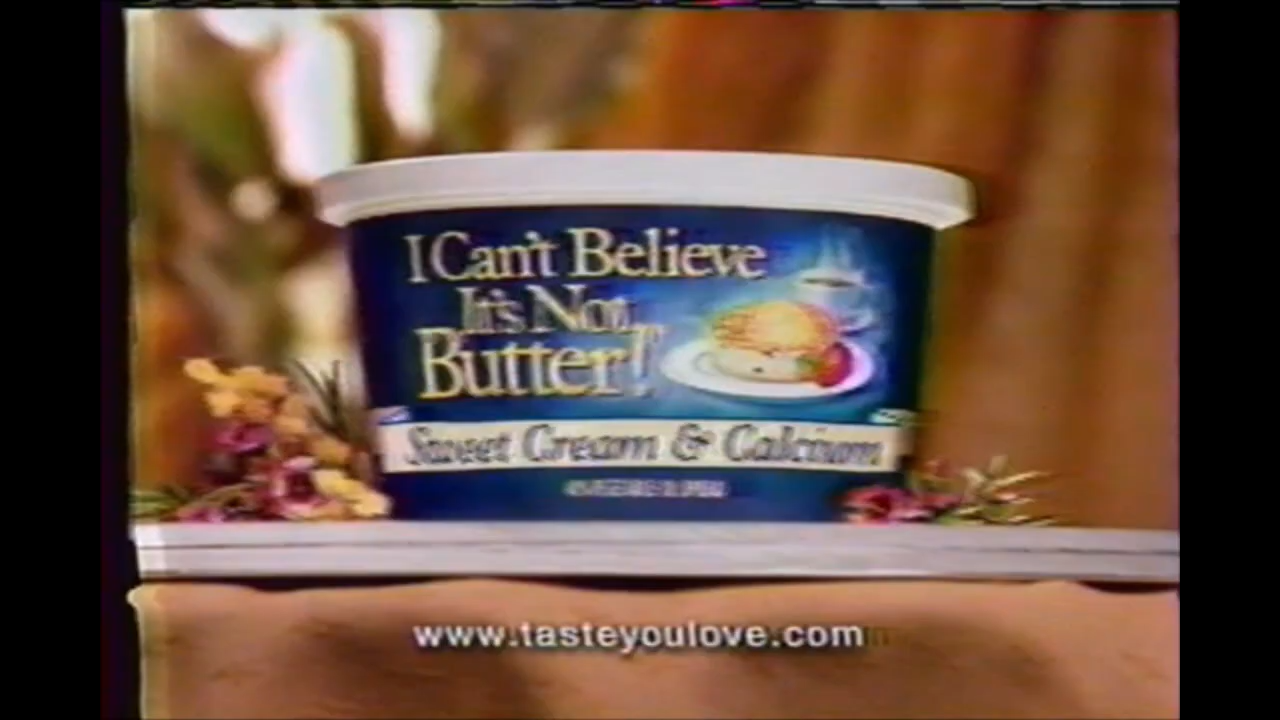 I Can't Believe
It's Not
Butter!
Sweet Cream & Calcium
www.tasteyoulove.com